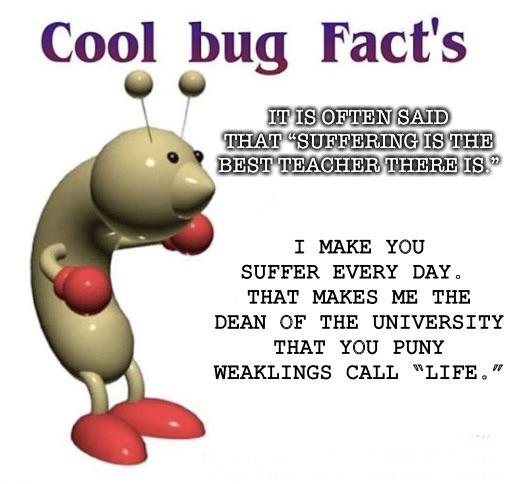 Cool bug Fact's
IT IS OFTEN SAID
THAT “SUFFERING IS THE
BEST TEACHER THERE IS.”
I MAKE YOU
SUFFER EVERY DAY.
THAT MAKES ME THE
DEAN OF THE UNIVERSITY
THAT YOU PUNY
WEAKLINGS CALL “LIFE.”